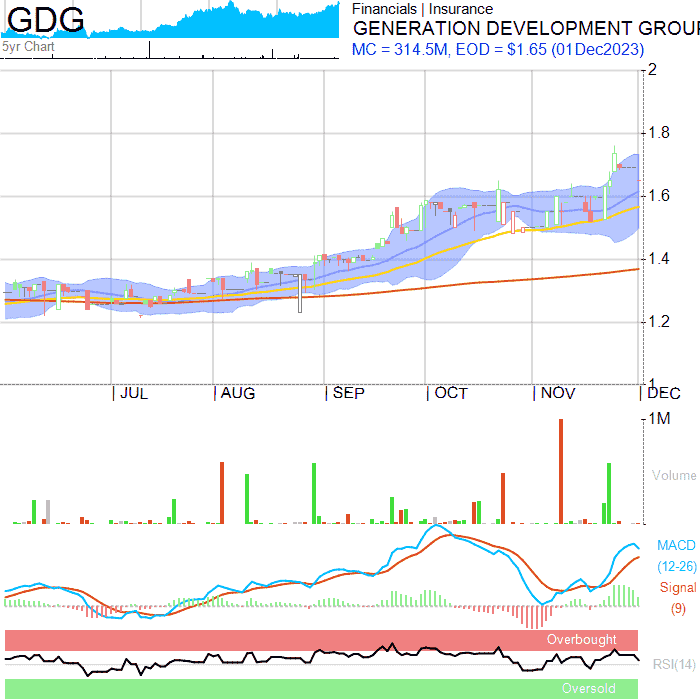 GDG
5yr Chart
Financials | Insurance
GENERATION DEVELOPMENT GROU
MC = 314.5M, EOD = $1.65 (01Dec2023)
2
1.8
1.6
1.4
1.2
1
JUL
AUG
SEP
OCT
NOV
DEC
1M
Volume
MACD
(12-26)
Signal
(9)
Overbought
RSI(14)
Oversold